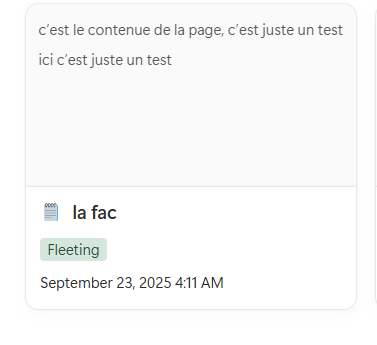 c’est le contenue de la page, c’est juste un test
ici c’est juste un test
la fac
Fleeting
September 23, 2025 4:11 AM